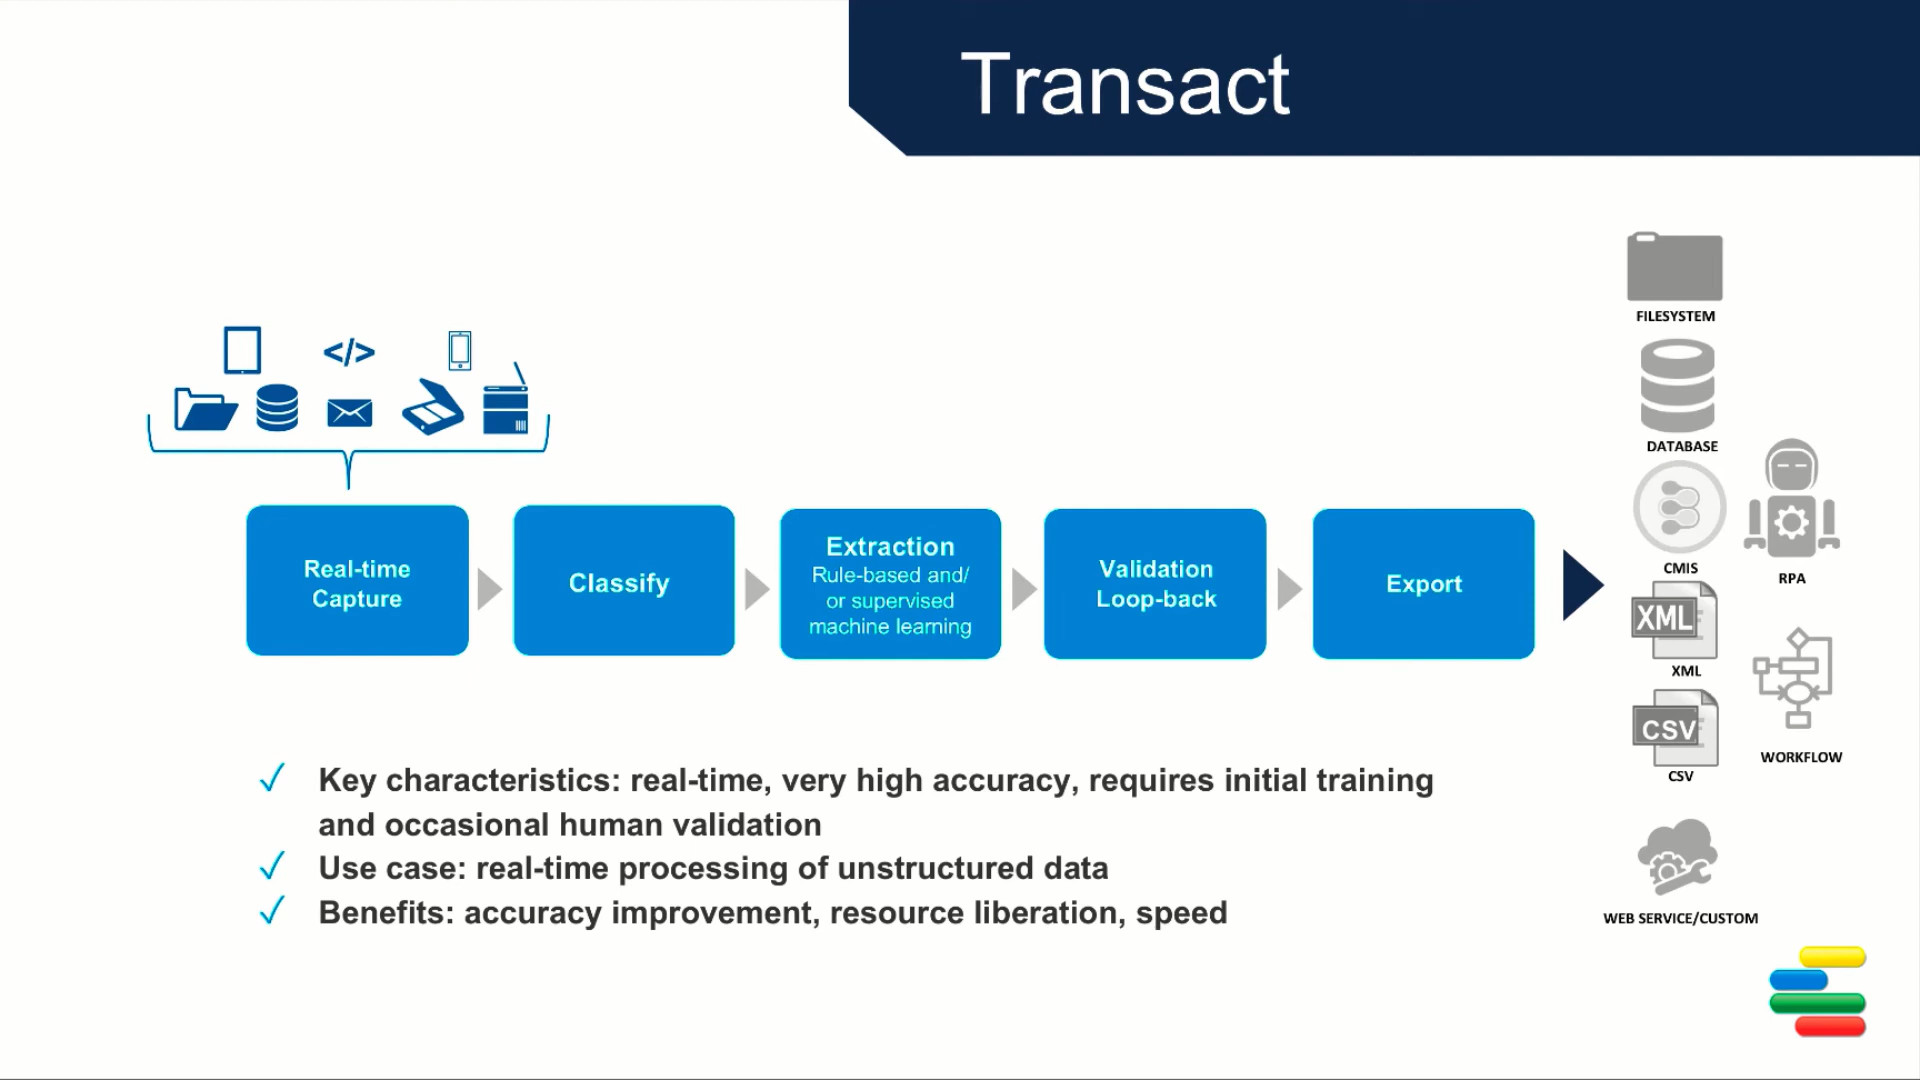 Transact
</>
Real-time
Capture
Classify
Extraction
Rule-based and/
or supervised
machine learning
Validation
Loop-back
Export
FILESYSTEM
DATABASE
CMIS
RPA
XML
XML
WORKFLOW
CSV
CSV
WEB SERVICE/CUSTOM
✓ Key characteristics: real-time, very high accuracy, requires initial training
and occasional human validation
✓ Use case: real-time processing of unstructured data
✓ Benefits: accuracy improvement, resource liberation, speed